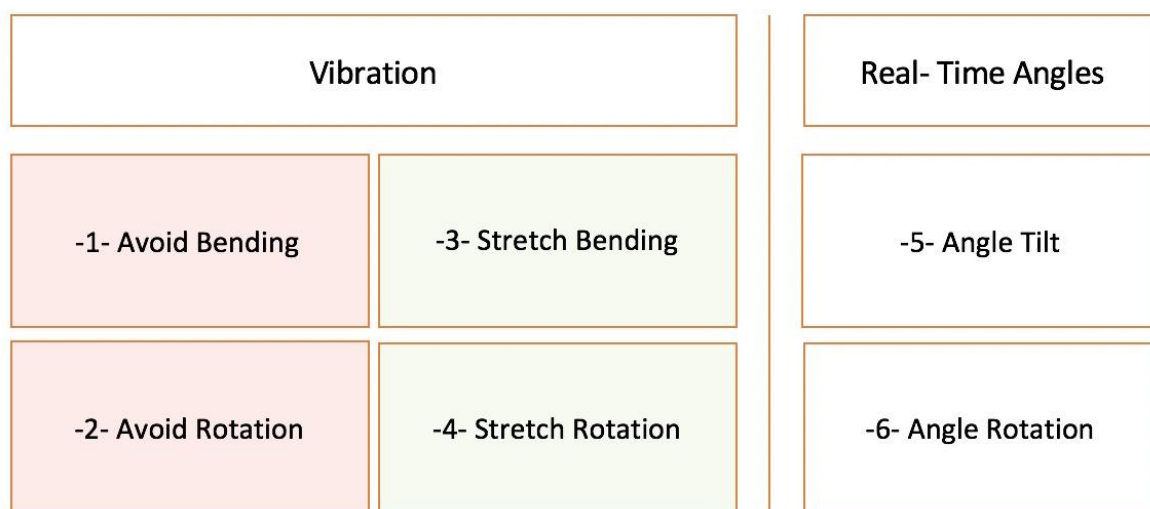 Vibration
Real- Time Angles
-1- Avoid Bending
-3- Stretch Bending
-5- Angle Tilt
-2- Avoid Rotation
-4- Stretch Rotation
-6- Angle Rotation